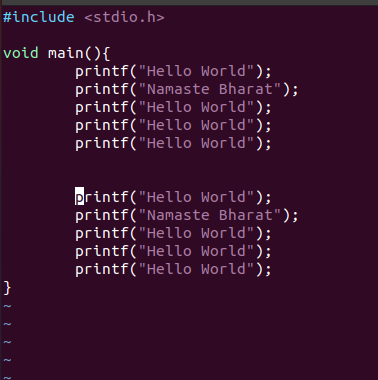 #include <stdio.h>

void main(){
        printf("Hello World");
        printf("Namaste Bharat");
        printf("Hello World");
        printf("Hello World");
        printf("Hello World");


        printf("Hello World");
        printf("Namaste Bharat");
        printf("Hello World");
        printf("Hello World");
        printf("Hello World");
}
~
~
~
~
~